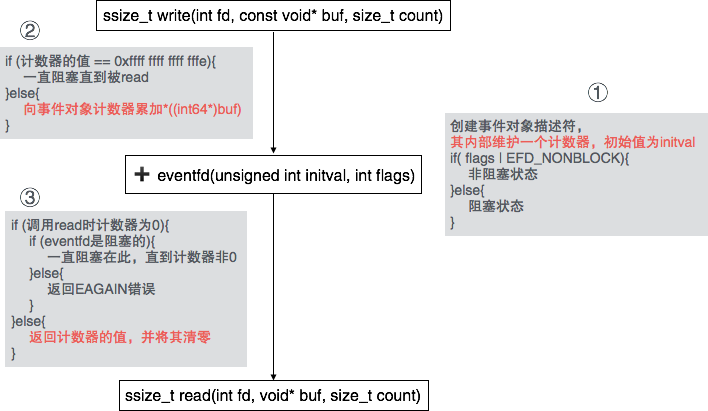 ssize_t write(int fd, const void* buf, size_t count)
②
if (计数器的值 == 0xffff ffff ffff fffe){
一直阻塞直到被read
}else{
向事件对象计数器累加*((int64*)buf)
}
①
创建事件对象描述符，
其内部维护一个计数器，初始值为initval
if( flags | EFD_NONBLOCK){
非阻塞状态
}else{
阻塞状态
}
+ eventfd(unsigned int initval, int flags)
③
if (调用read时计数器为0){
if (eventfd是阻塞的){
一直阻塞在此，直到计数器非0
}else{
返回EAGAIN错误
}
}else{
返回计数器的值，并将其清零
}
ssize_t read(int fd, void* buf, size_t count)